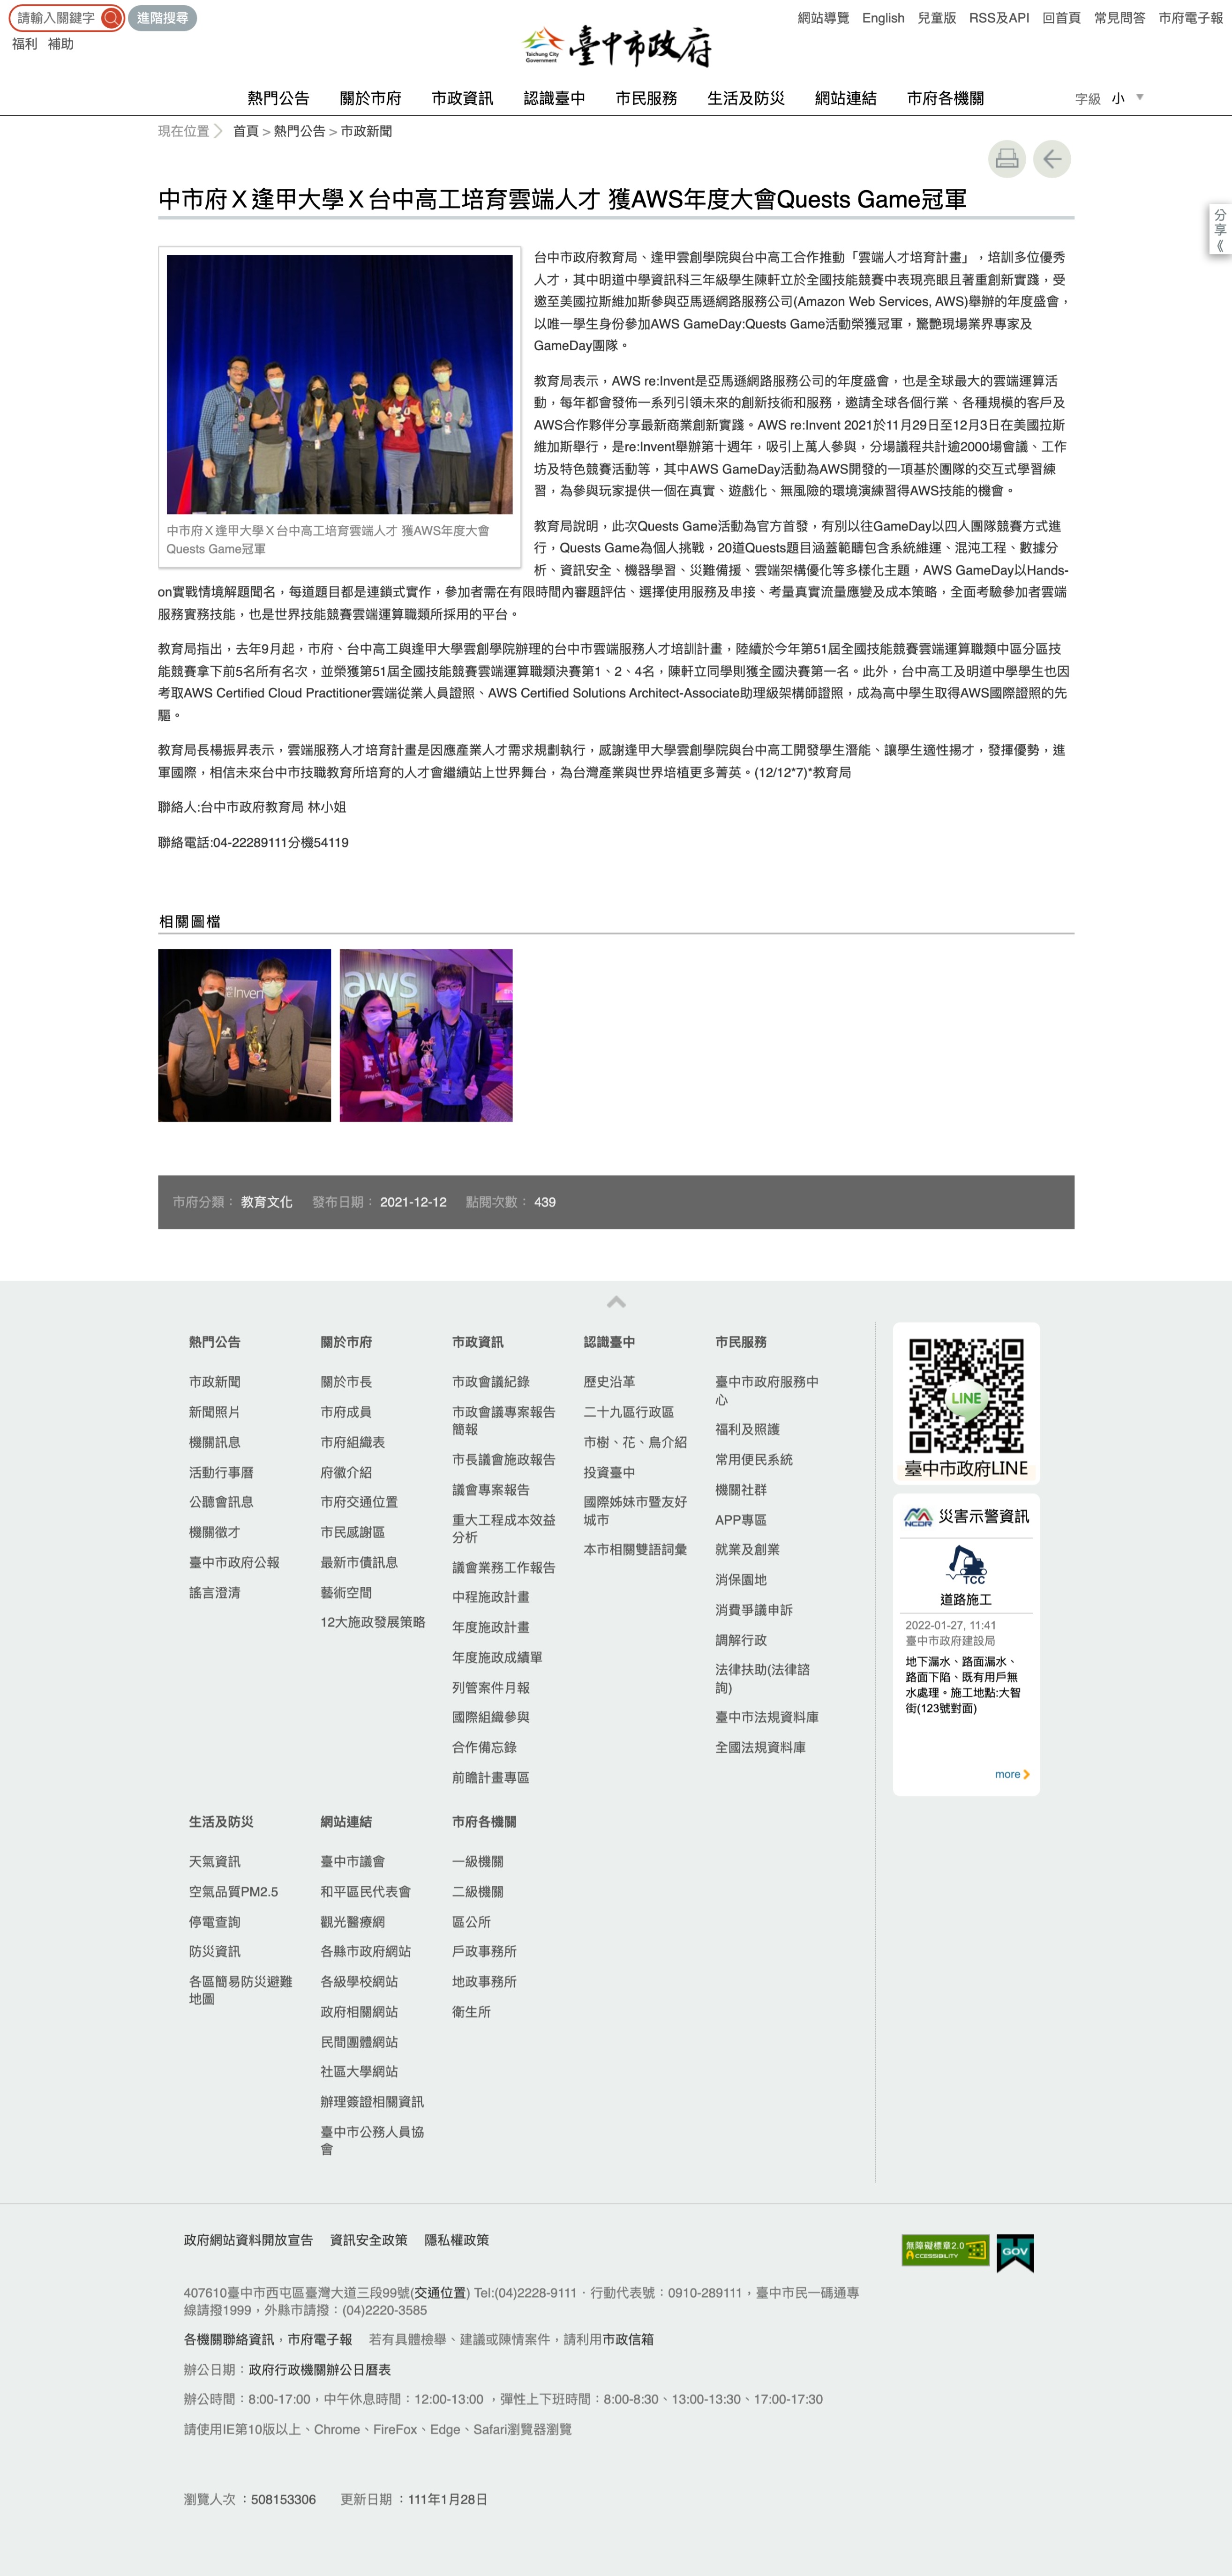 請輸入關鍵字
進階搜尋
福利 補助
網站導覽 English 兒童版 RSS及API 回首頁 常見問答 市府電子報
Taichung City
Government
臺中市政府
熱門公告 關於市府 市政資訊 認識臺中 市民服務 生活及防災 網站連結 市府各機關
字級 小
現在位置 首頁 > 熱門公告 > 市政新聞
分享《
中市府Ｘ逢甲大學Ｘ台中高工培育雲端人才 獲AWS年度大會Quests Game冠軍
中市府Ｘ逢甲大學Ｘ台中高工培育雲端人才 獲AWS年度大會
Quests Game冠軍
台中市政府教育局、逢甲雲創學院與台中高工合作推動「雲端人才培育計畫」，培訓多位優秀
人才，其中明道中學資訊科三年級學生陳軒立於全國技能競賽中表現亮眼且著重創新實踐，受
邀至美國拉斯維加斯參與亞馬遜網路服務公司(Amazon Web Services, AWS)舉辦的年度盛會，
以唯一學生身份參加AWS GameDay:Quests Game活動榮獲冠軍，驚艷現場業界專家及
GameDay團隊。
教育局表示，AWS re:Invent是亞馬遜網路服務公司的年度盛會，也是全球最大的雲端運算活
動，每年都會發佈一系列引領未來的創新技術和服務，邀請全球各個行業、各種規模的客戶及
AWS合作夥伴分享最新商業創新實踐。AWS re:Invent 2021於11月29日至12月3日在美國拉斯
維加斯舉行，是re:Invent舉辦第十週年，吸引上萬人參與，分場議程共計逾2000場會議、工作
坊及特色競賽活動等，其中AWS GameDay活動為AWS開發的一項基於團隊的交互式學習練
習，為參與玩家提供一個在真實、遊戲化、無風險的環境演練習得AWS技能的機會。
教育局說明，此次Quests Game活動為官方首發，有別以往GameDay以四人團隊競賽方式進
行，Quests Game為個人挑戰，20道Quests題目涵蓋範疇包含系統維運、混沌工程、數據分
析、資訊安全、機器學習、災難備援、雲端架構優化等多樣化主題，AWS GameDay以Hands-
on實戰情境解題聞名，每道題目都是連鎖式實作，參加者需在有限時間內審題評估、選擇使用服務及串接、考量真實流量應變及成本策略，全面考驗參加者雲端
服務實務技能，也是世界技能競賽雲端運算職類所採用的平台。
教育局指出，去年9月起，市府、台中高工與逢甲大學雲創學院辦理的台中市雲端服務人才培訓計畫，陸續於今年第51屆全國技能競賽雲端運算職類中區分區技
能競賽拿下前5名所有名次，並榮獲第51屆全國技能競賽雲端運算職類決賽第1、2、4名，陳軒立同學則獲全國決賽第一名。此外，台中高工及明道中學學生也因
考取AWS Certified Cloud Practitioner雲端從業人員證照、AWS Certified Solutions Architect-Associate助理級架構師證照，成為高中學生取得AWS國際證照的先
驅。
教育局長楊振昇表示，雲端服務人才培育計畫是因應產業人才需求規劃執行，感謝逢甲大學雲創學院與台中高工開發學生潛能、讓學生適性揚才，發揮優勢，進
軍國際，相信未來台中市技職教育所培育的人才會繼續站上世界舞台，為台灣產業與世界培植更多菁英。(12/12*7)*教育局
聯絡人:台中市政府教育局 林小姐
聯絡電話:04-22289111分機54119
相關圖檔
aws
市府分類： 教育文化 發布日期： 2021-12-12 點閱次數： 439
熱門公告 關於市府 市政資訊 認識臺中 市民服務
市政新聞
新聞照片
機關訊息
活動行事曆
公聽會訊息
機關徵才
臺中市政府公報
謠言澄清
關於市長
市府成員
市府組織表
府徽介紹
市府交通位置
市民感謝區
最新市債訊息
藝術空間
12大施政發展策略
市政會議紀錄
市政會議專案報告
簡報
市長議會施政報告
議會專案報告
重大工程成本效益
分析
議會業務工作報告
中程施政計畫
年度施政計畫
年度施政成績單
列管案件月報
國際組織參與
合作備忘錄
前瞻計畫專區
歷史沿革
二十九區行政區
市樹、花、鳥介紹
投資臺中
國際姊妹市暨友好
城市
本市相關雙語詞彙
臺中市政府服務中
心
福利及照護
常用便民系統
機關社群
APP專區
就業及創業
消保園地
消費爭議申訴
調解行政
法律扶助(法律諮
詢)
臺中市法規資料庫
全國法規資料庫
LINE
臺中市政府LINE
NCDR 災害示警資訊
TCC
道路施工
2022-01-27, 11:41
臺中市政府建設局
地下漏水、路面漏水、
路面下陷、既有用戶無
水處理。施工地點:大智
街(123號對面)
more
生活及防災 網站連結 市府各機關
天氣資訊
空氣品質PM2.5
停電查詢
防災資訊
各區簡易防災避難
地圖
臺中市議會
和平區民代表會
觀光醫療網
各縣市政府網站
各級學校網站
政府相關網站
民間團體網站
社區大學網站
辦理簽證相關資訊
臺中市公務人員協
會
一級機關
二級機關
區公所
戶政事務所
地政事務所
衛生所
政府網站資料開放宣告 資訊安全政策 隱私權政策
無障礙標章2.0
ACCESSIBILITY
GOV
407610臺中市西屯區臺灣大道三段99號(交通位置) Tel:(04)2228-9111‧行動代表號：0910-289111，臺中市民一碼通專
線請撥1999，外縣市請撥：(04)2220-3585
各機關聯絡資訊，市府電子報 若有具體檢舉、建議或陳情案件，請利用市政信箱
辦公日期：政府行政機關辦公日曆表
辦公時間：8:00-17:00，中午休息時間：12:00-13:00 ，彈性上下班時間：8:00-8:30、13:00-13:30、17:00-17:30
請使用IE第10版以上、Chrome、FireFox、Edge、Safari瀏覽器瀏覽
瀏覽人次 ：508153306 更新日期 ：111年1月28日